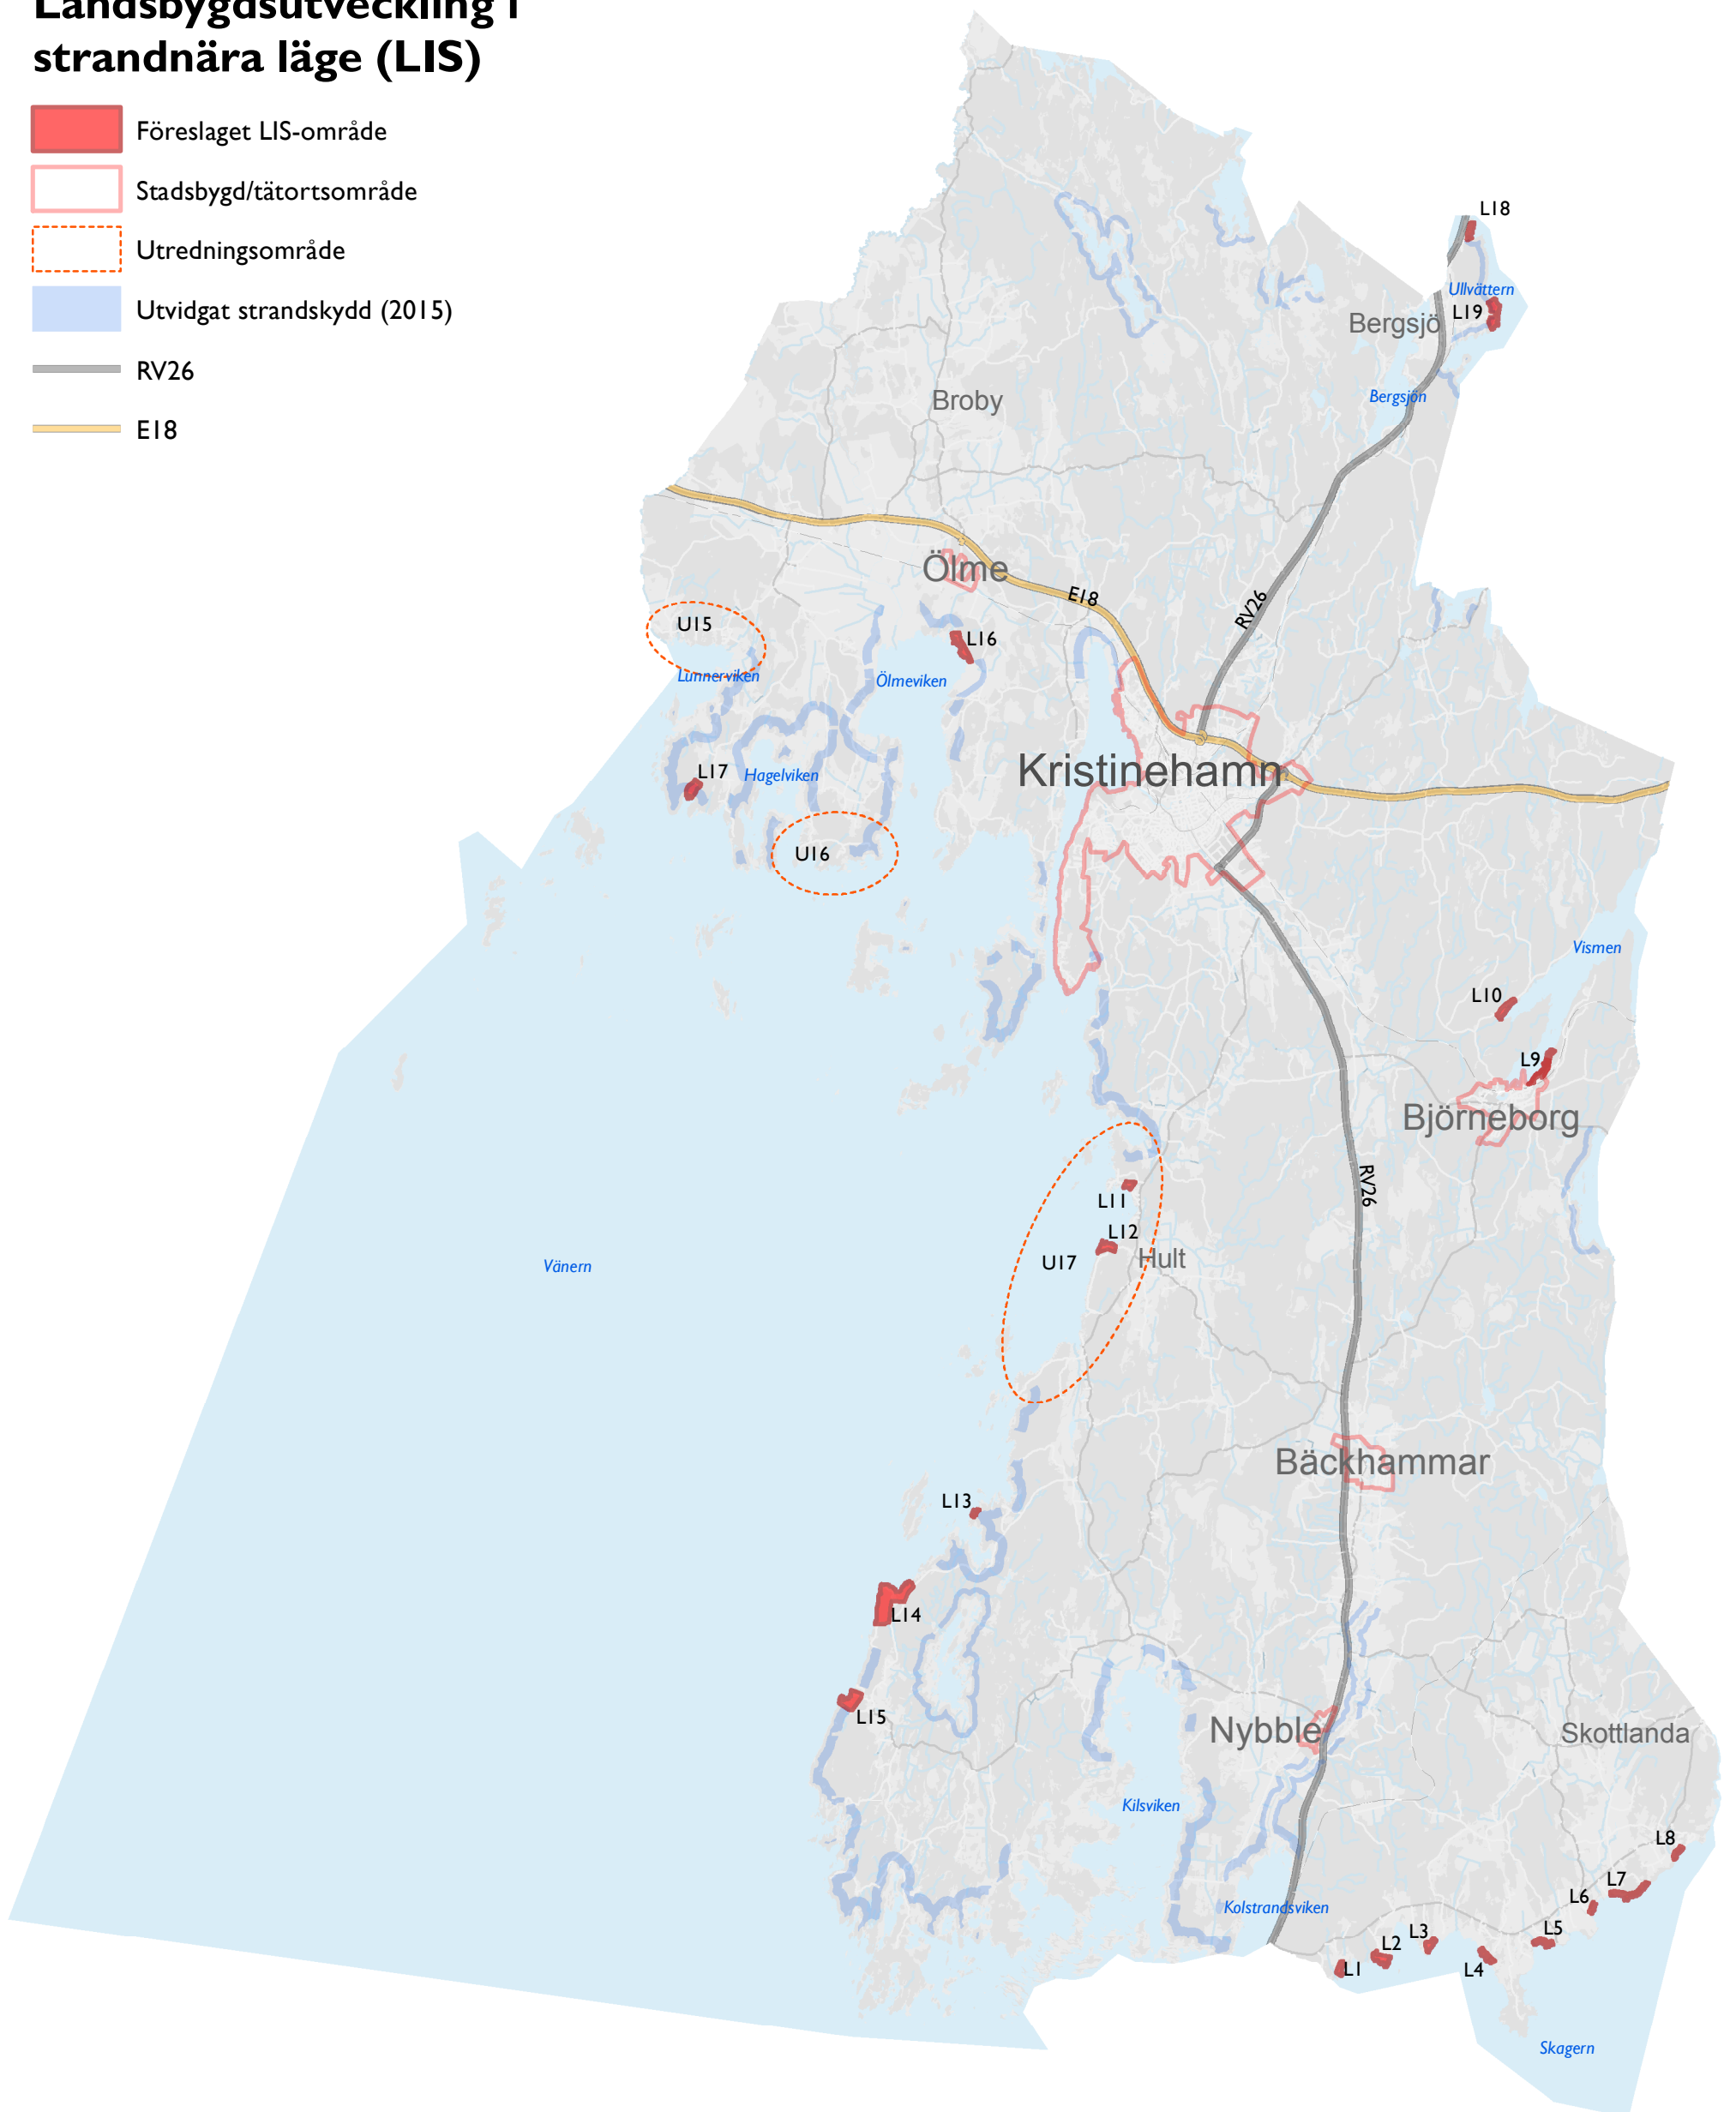 Landsbygdsutveckling i
strandnära läge (LIS)
Föreslaget LIS-område
Stadsbygd/tätortsområde
Utredningsområde
Utvidgat strandskydd (2015)
RV26
E18
L18
Ullvättern
L19
Bergsjö
Bergsjön
Broby
Ölme
E18
RV26
U15
L16
Lunnerviken
Ölmeviken
L17
Hagelviken
Kristinehamn
U16
Vismen
L10
L9
Björneborg
RV26
L11
L12
U17
Hult
Vänern
Bäckhammar
L13
L14
L15
Nybble
Skottlanda
Kilsviken
L8
L7
L6
Kolstrandsviken
L5
L3
L2
L1
L4
Skagern